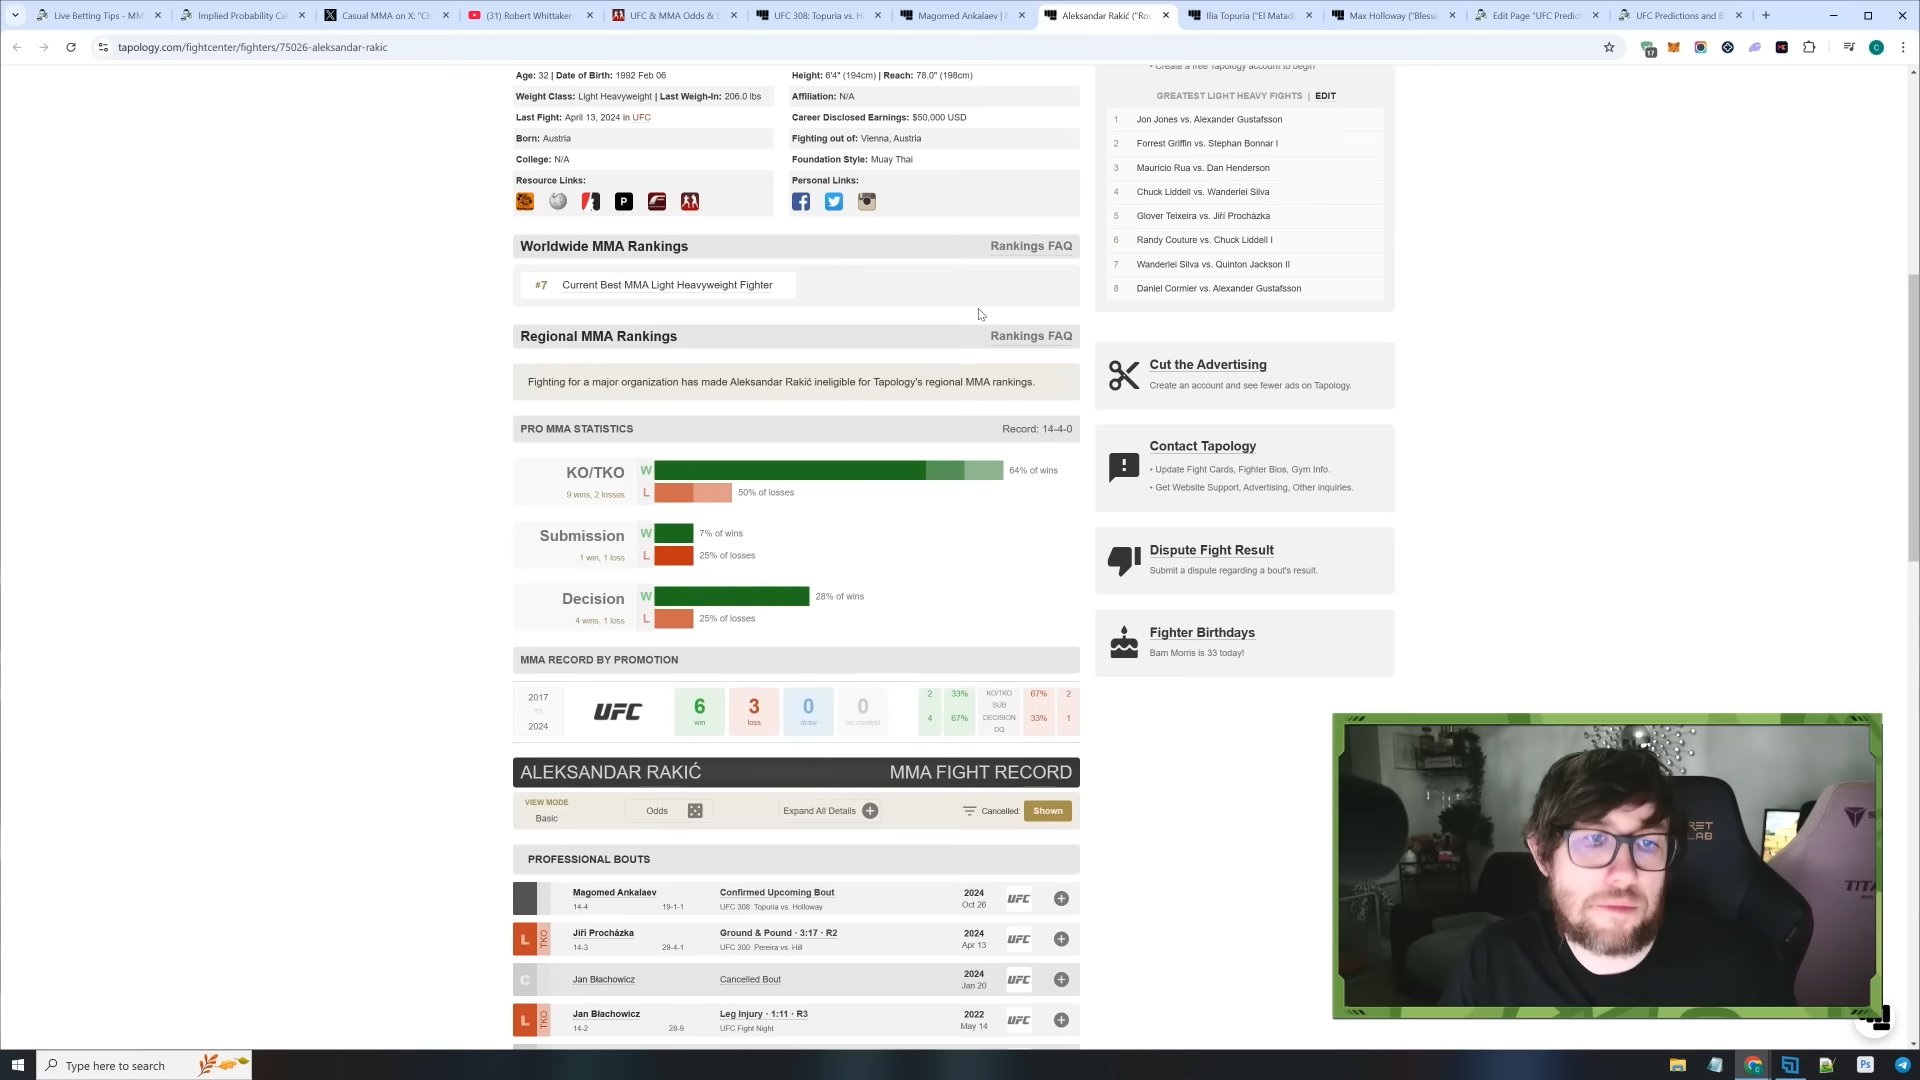 Live Betting Tips - MM
Implied Probability Cal
Casual MMA on X: "Ch
(31) Robert Whittaker
UFC & MMA Odds & B
UFC 308: Topuria vs. H
Magomed Ankalaev |
Aleksandar Rakić ("Roc
Ilia Topuria ("El Matad
Max Holloway ("Blesse
Edit Page "UFC Predict
UFC Predictions and B
tapology.com/fightcenter/fighters/75026-aleksandar-rakic
17
C
Age: 32 | Date of Birth: 1992 Feb 06
Height: 6'4" (194cm) | Reach: 78.0" (198cm)
Weight Class: Light Heavyweight | Last Weigh-In: 206.0 lbs
Affiliation: N/A
Last Fight: April 13, 2024 in UFC
Career Disclosed Earnings: $50,000 USD
Born: Austria
Fighting out of: Vienna, Austria
College: N/A
Foundation Style: Muay Thai
Resource Links:
Personal Links:
P
Worldwide MMA Rankings
Rankings FAQ
#7 Current Best MMA Light Heavyweight Fighter
Regional MMA Rankings
Rankings FAQ
Fighting for a major organization has made Aleksandar Rakić ineligible for Tapology's regional MMA rankings.
PRO MMA STATISTICS
Record: 14-4-0
KO/TKO
9 wins, 2 losses
W
64% of wins
L
50% of losses
Submission
1 win, 1 loss
W
7% of wins
L
25% of losses
Decision
4 wins, 1 loss
W
28% of wins
L
25% of losses
MMA RECORD BY PROMOTION
2017
TO
2024
UFC
6
win
3
loss
0
draw
0
no contest
2 33% KO/TKO 67% 2
SUB
4 67% DECISION 33% 1
DQ
ALEKSANDAR RAKIĆ
MMA FIGHT RECORD
VIEW MODE
Basic
Odds
Expand All Details
Cancelled: Shown
PROFESSIONAL BOUTS
Magomed Ankalaev
14-4 19-1-1
Confirmed Upcoming Bout
UFC 308: Topuria vs. Holloway
2024
Oct 26
UFC
L TKO
Jiří Procházka
14-3 29-4-1
Ground & Pound · 3:17 · R2
UFC 300: Pereira vs. Hill
2024
Apr 13
UFC
C
Jan Błachowicz
Cancelled Bout
2024
Jan 20
UFC
L TKO
Jan Błachowicz
14-2 28-9
Leg Injury · 1:11 · R3
UFC Fight Night
2022
May 14
UFC
• Create a free Tapology account to begin
GREATEST LIGHT HEAVY FIGHTS | EDIT
1 Jon Jones vs. Alexander Gustafsson
2 Forrest Griffin vs. Stephan Bonnar I
3 Maurício Rua vs. Dan Henderson
4 Chuck Liddell vs. Wanderlei Silva
5 Glover Teixeira vs. Jiří Procházka
6 Randy Couture vs. Chuck Liddell I
7 Wanderlei Silva vs. Quinton Jackson II
8 Daniel Cormier vs. Alexander Gustafsson
Cut the Advertising
Create an account and see fewer ads on Tapology.
Contact Tapology
• Update Fight Cards, Fighter Bios, Gym Info.
• Get Website Support, Advertising, Other inquiries.
Dispute Fight Result
Submit a dispute regarding a bout's result.
Fighter Birthdays
Bam Morris is 33 today!
Type here to search
Ps